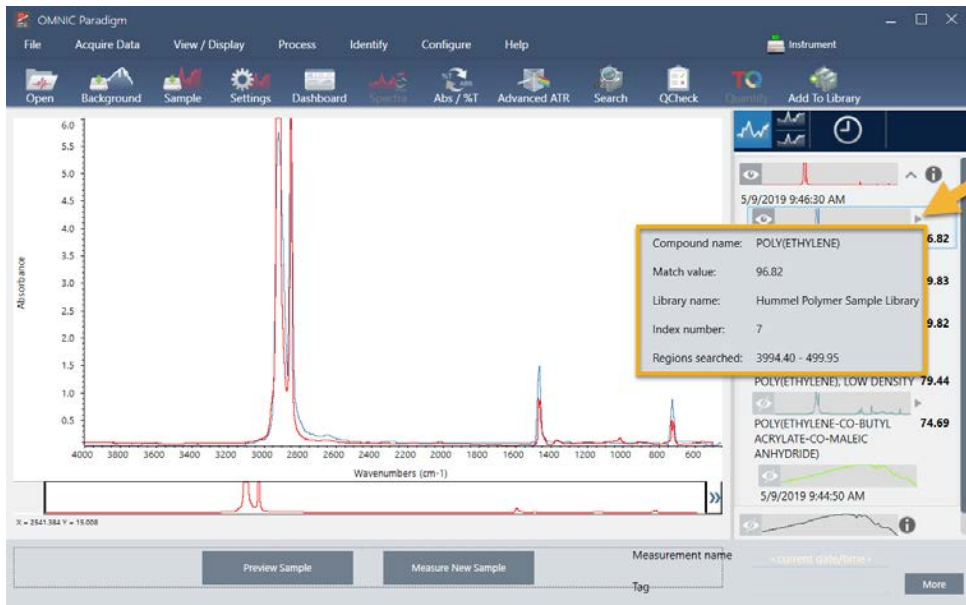 OMNIC Paradigm
File Acquire Data View / Display Process Identify Configure Help Instrument
Open Background Sample Settings Dashboard Spectra Abs / %T Advanced ATR Search QCheck Quantify Add To Library
6.0
5.5
5.0
4.5
4.0
3.5
3.0
2.5
2.0
1.5
1.0
0.5
Absorbance
4000 3800 3600 3400 3200 3000 2800 2600 2400 2200 2000 1800 1600 1400 1200 1000 800 600
Wavenumbers (cm-1)
X = 2541.384 Y = 15.008
5/9/2019 9:46:30 AM
6.82
Compound name: POLY(ETHYLENE)
Match value: 96.82
Library name: Hummel Polymer Sample Library
Index number: 7
Regions searched: 3994.40 - 499.95
9.83
9.82
POLY(ETHYLENE), LOW DENSITY 79.44
POLY(ETHYLENE-CO-BUTYL 74.69
ACRYLATE-CO-MALEIC
ANHYDRIDE)
5/9/2019 9:44:50 AM
Preview Sample Measure New Sample
Measurement name <current date/time>
Tag
More